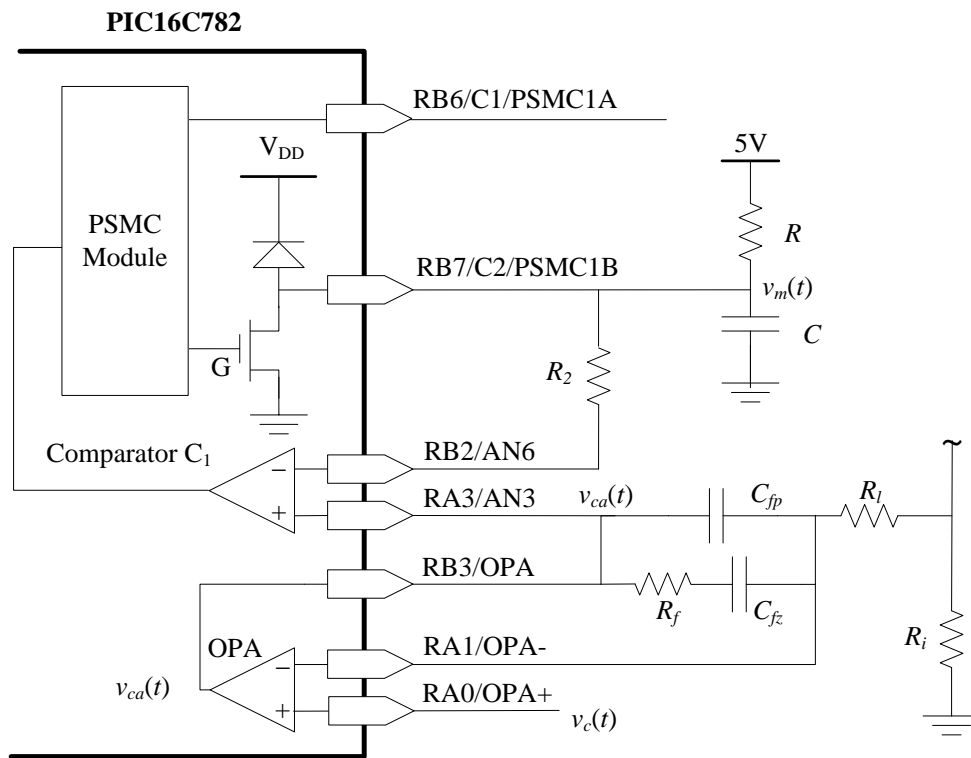 PIC16C782
RB6/C1/PSMC1A
V_DD
5V
PSMC
Module
R
RB7/C2/PSMC1B
v_m(t)
C
G
R_2
Comparator C_1
RB2/AN6
~
−
+
RA3/AN3
v_ca(t)
C_fp
R_l
RB3/OPA
R_f
C_fz
OPA
RA1/OPA-
R_i
v_ca(t)
−
+
RA0/OPA+
v_c(t)